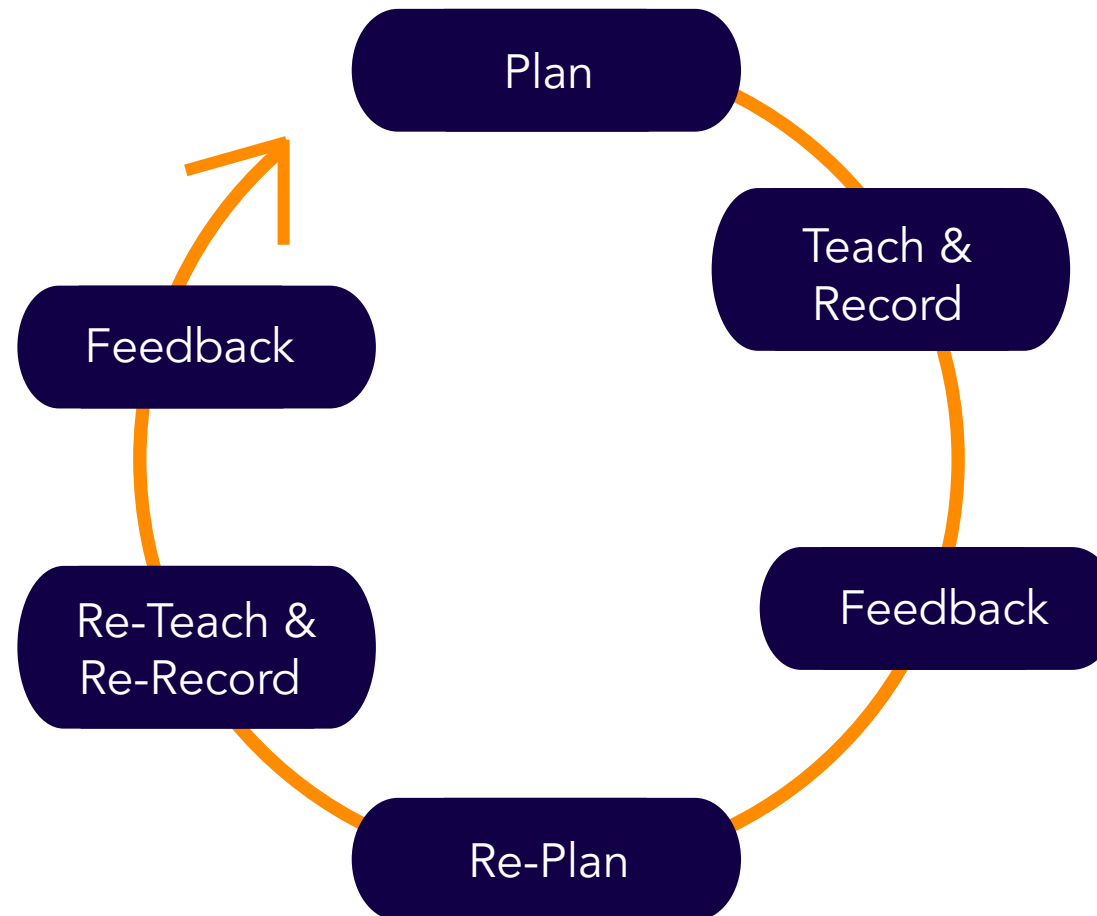 Plan
Teach &
Record
Feedback
Re-Plan
Re-Teach &
Re-Record
Feedback